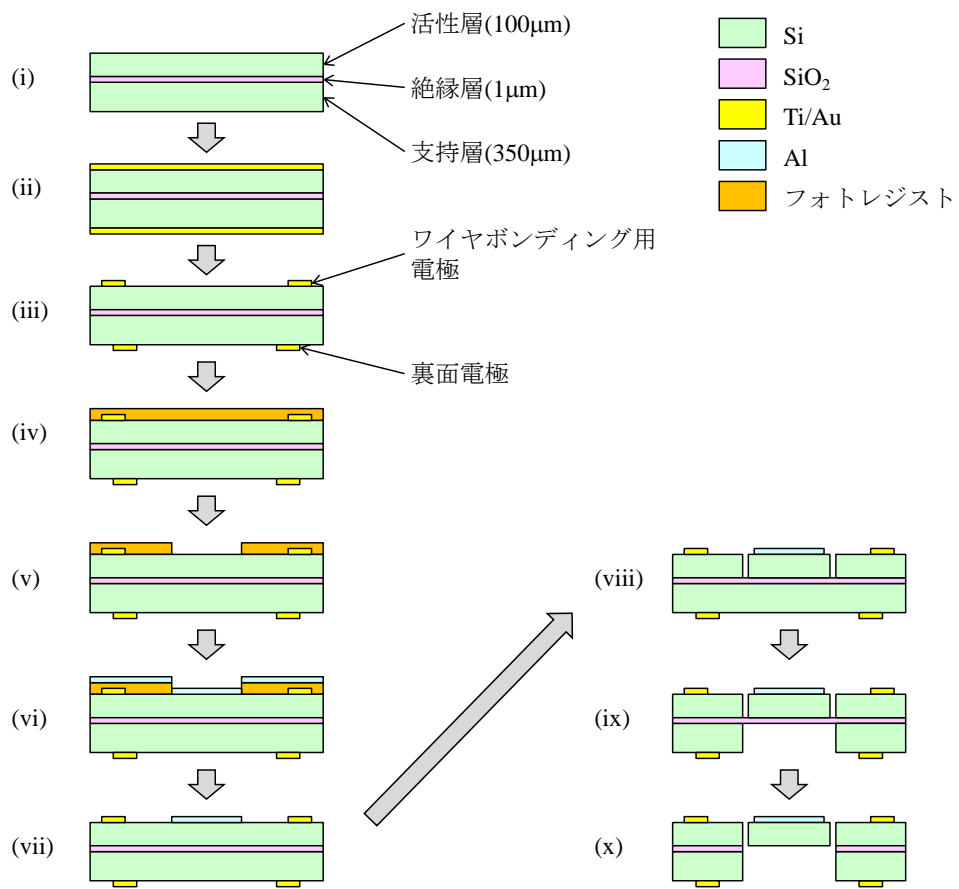 (i)
活性層(100μm)
絶縁層(1μm)
支持層(350μm)
(ii)
(iii)
ワイヤボンディング用
電極
裏面電極
(iv)
(v)
(vi)
(vii)
Si
SiO₂
Ti/Au
Al
フォトレジスト
(viii)
(ix)
(x)